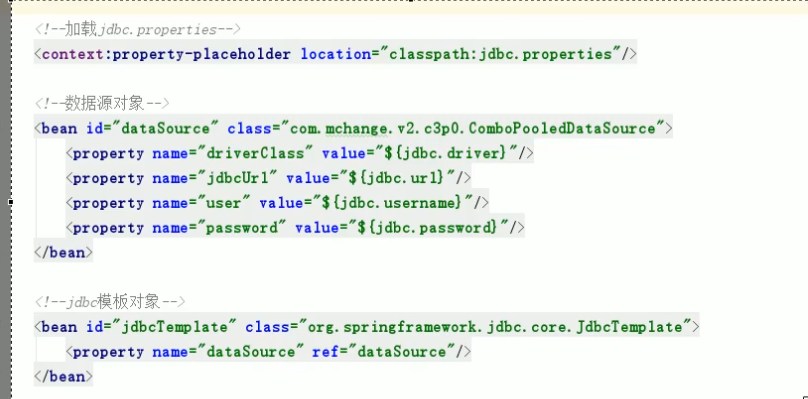 <!--加载jdbc.properties-->
<context:property-placeholder location="classpath:jdbc.properties"/>
<!--数据源对象-->
<bean id="dataSource" class="com.mchange.v2.c3p0.ComboPooledDataSource">
<property name="driverClass" value="${jdbc.driver}"/>
<property name="jdbcUrl" value="${jdbc.url}"/>
<property name="user" value="${jdbc.username}"/>
<property name="password" value="${jdbc.password}"/>
</bean>
<!--jdbc模板对象-->
<bean id="jdbcTemplate" class="org.springframework.jdbc.core.JdbcTemplate">
<property name="dataSource" ref="dataSource"/>
</bean>